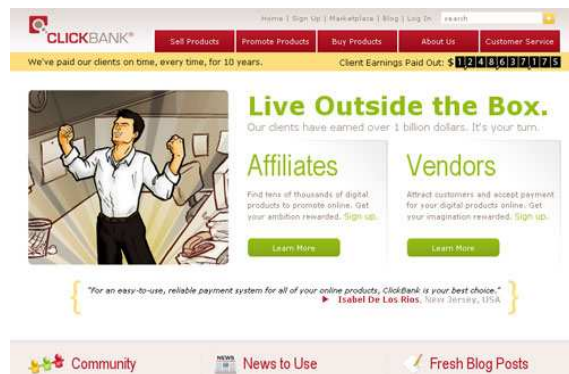 Home | Sign Up | Marketplace | Blog | Log In search
CLICKBANK®
Sell Products Promote Products Buy Products About Us Customer Service
We've paid our clients on time, every time, for 10 years. Client Earnings Paid Out: $ 1,248,637,175
Live Outside the Box.
Our clients have earned over 1 billion dollars. It's your turn.
Affiliates Vendors
Find tens of thousands of digital
products to promote online. Get
your ambition rewarded. Sign up.
Attract customers and accept payment
for your digital products online. Get
your imagination rewarded. Sign up.
Learn More Learn More
"For an easy-to-use, reliable payment system for all of your online products, ClickBank is your best choice."
Isabel De Los Rios, New Jersey, USA
NEWS
Community News to Use Fresh Blog Posts